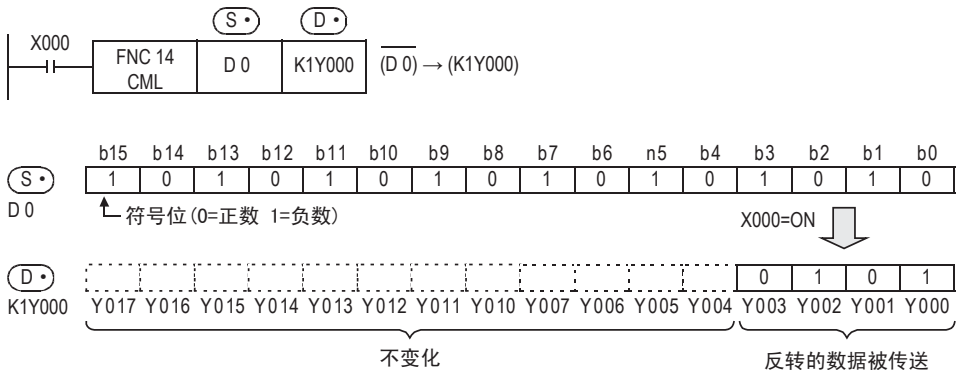 S• D•
X000
FNC 14
CML
D 0
K1Y000
(D 0) → (K1Y000)
b15 b14 b13 b12 b11 b10 b9 b8 b7 b6 n5 b4 b3 b2 b1 b0
S• 1 0 1 0 1 0 1 0 1 0 1 0 1 0 1 0
D 0
符号位(0=正数 1=负数)
X000=ON
D• 0 1 0 1
K1Y000 Y017 Y016 Y015 Y014 Y013 Y012 Y011 Y010 Y007 Y006 Y005 Y004 Y003 Y002 Y001 Y000
不变化 反转的数据被传送